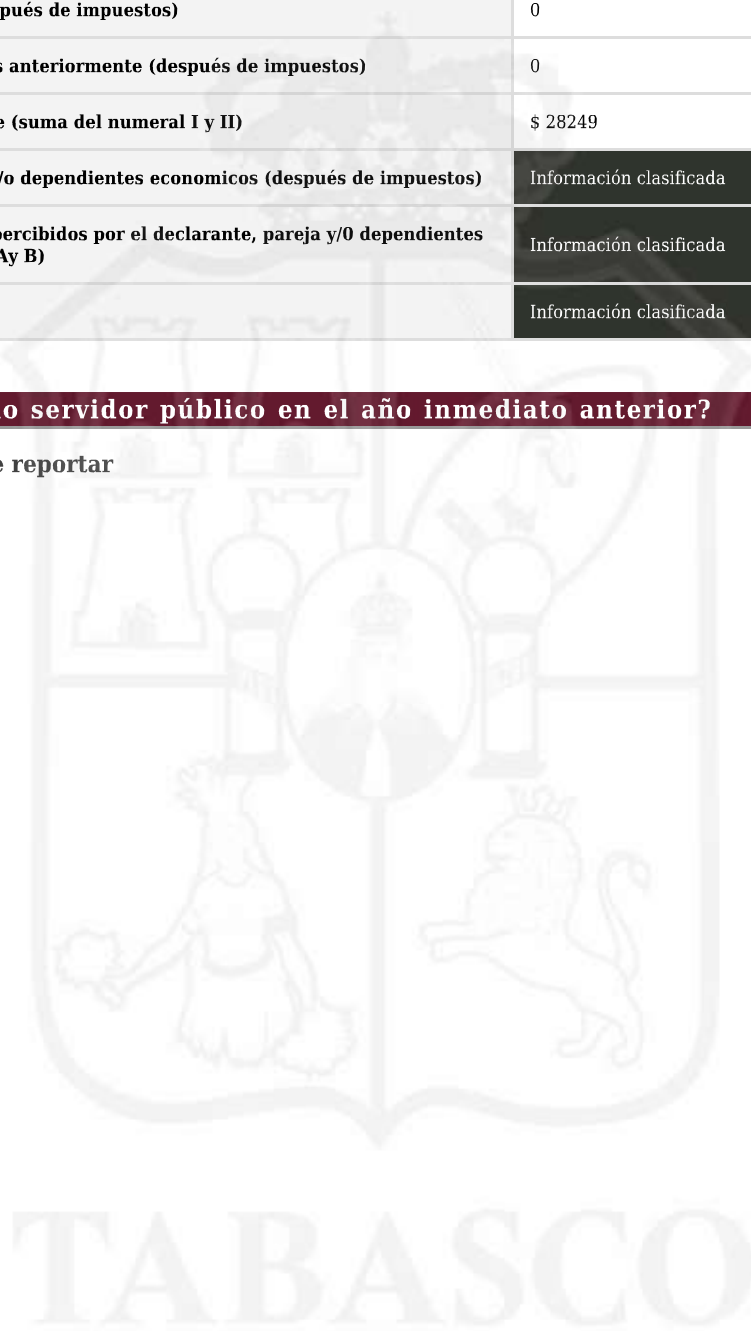 pués de impuestos)
0
s anteriormente (después de impuestos)
0
e (suma del numeral I y II)
$ 28249
/o dependientes economicos (después de impuestos)
Información clasificada
percibidos por el declarante, pareja y/0 dependientes
Ay B)
Información clasificada
Información clasificada
o servidor público en el año inmediato anterior?
e reportar
TABASCO